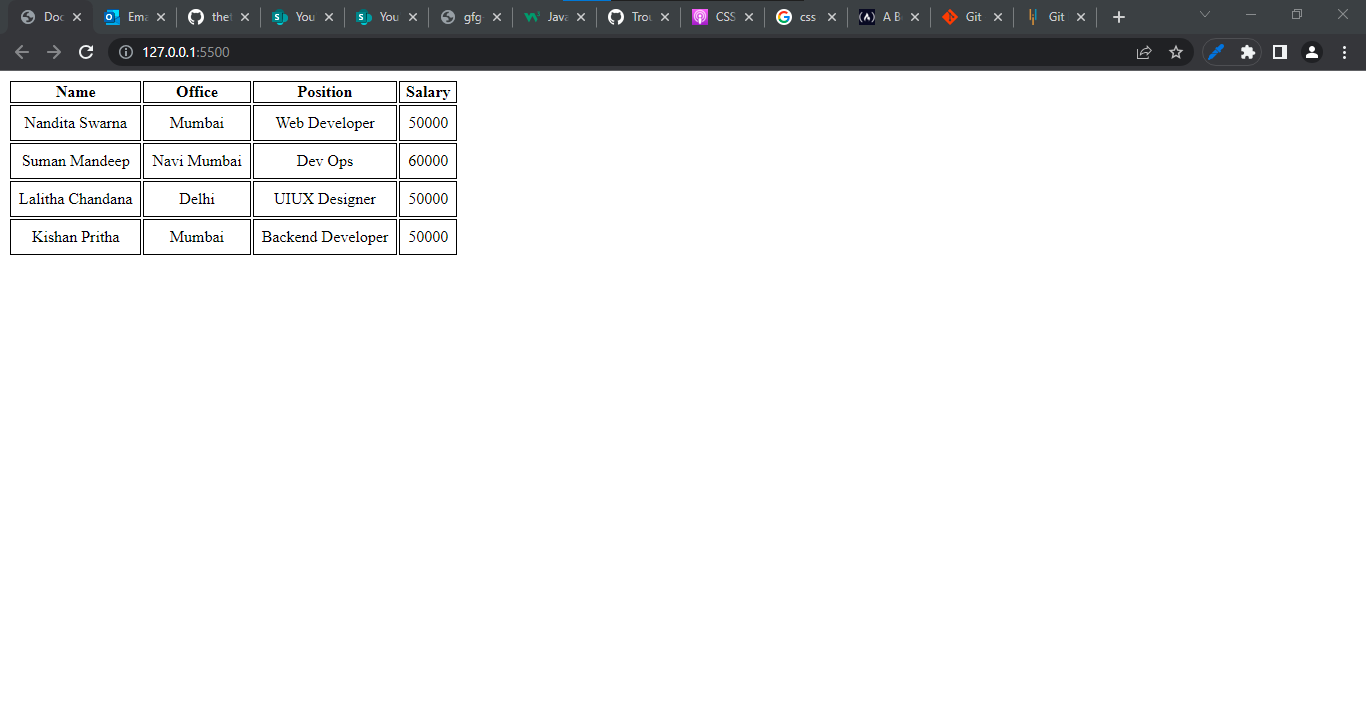 Doc Ema thet You You gfg Java Trou CSS css A Be Git Git
127.0.0.1:5500
Name Office Position Salary
Nandita Swarna Mumbai Web Developer 50000
Suman Mandeep Navi Mumbai Dev Ops 60000
Lalitha Chandana Delhi UIUX Designer 50000
Kishan Pritha Mumbai Backend Developer 50000